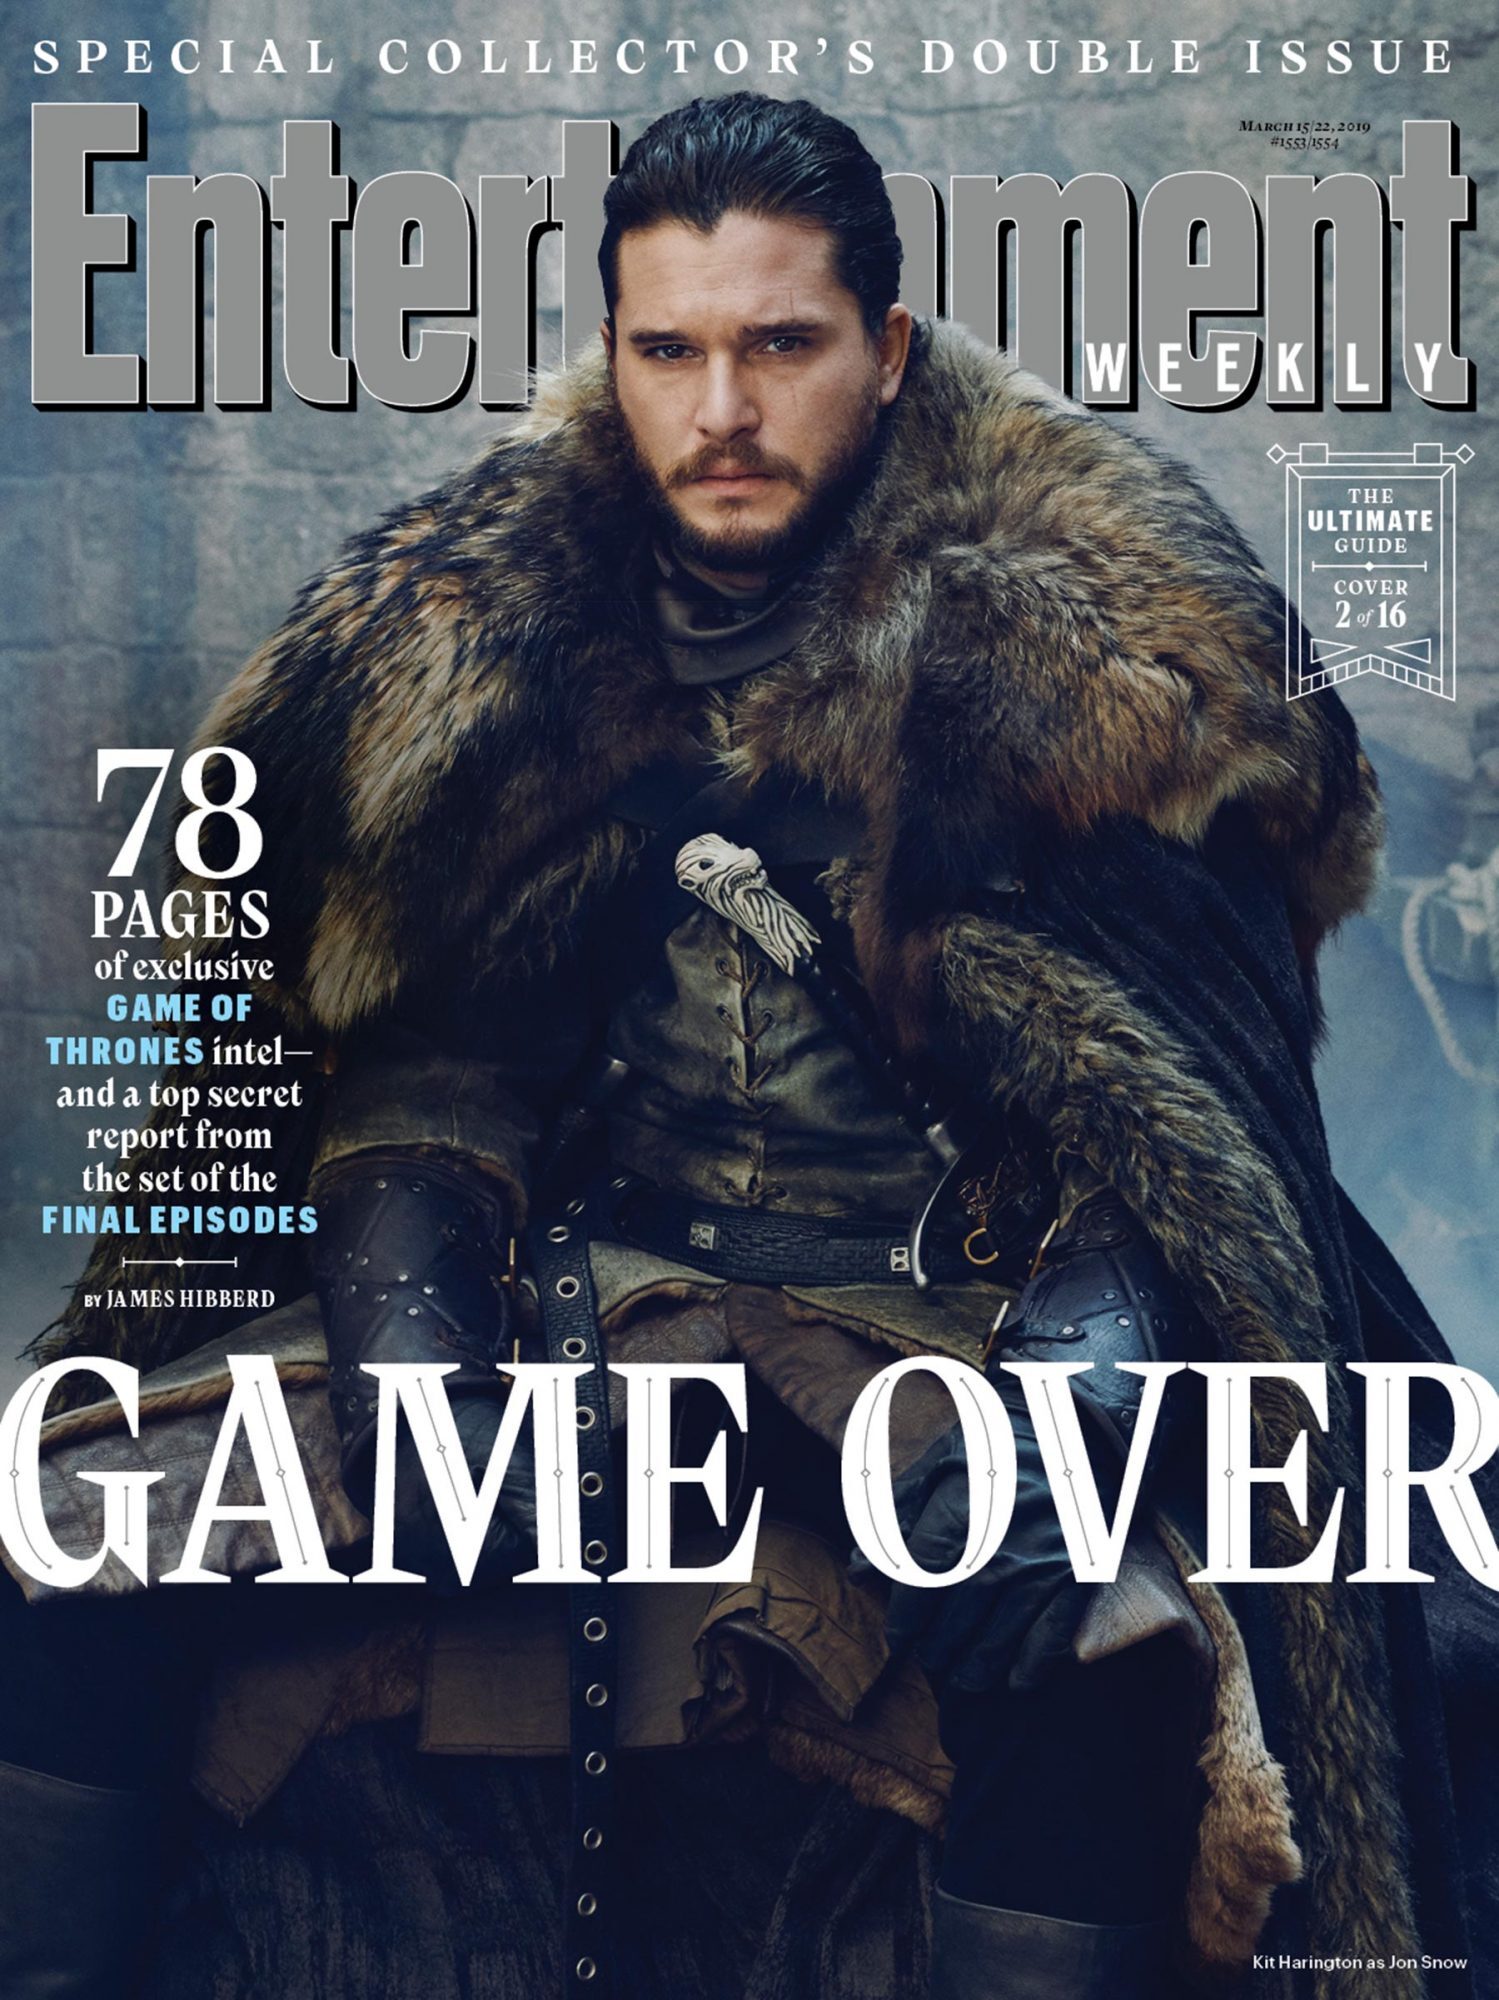 SPECIAL COLLECTOR'S DOUBLE ISSUE
MARCH 15/22, 2019
#1553/1554
Enter nment
WEEKLY
THE
ULTIMATE
GUIDE
COVER
2 of 16
78
PAGES
of exclusive
GAME OF
THRONES intel—
and a top secret
report from
the set of the
FINAL EPISODES
BY JAMES HIBBERD
GAME OVER
Kit Harington as Jon Snow